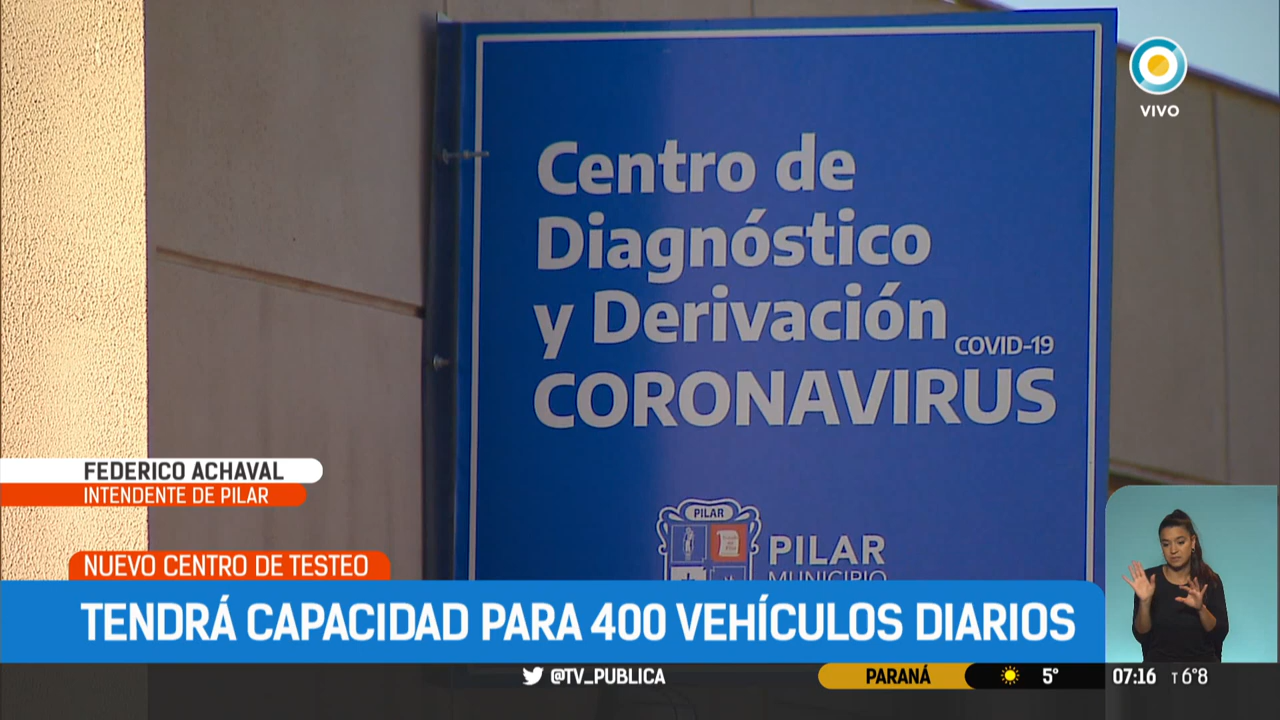 VIVO
Centro de
Diagnóstico
y Derivación
COVID-19
CORONAVIRUS
PILAR
PILAR
MUNICIPIO
FEDERICO ACHAVAL
INTENDENTE DE PILAR
NUEVO CENTRO DE TESTEO
TENDRÁ CAPACIDAD PARA 400 VEHÍCULOS DIARIOS
@TV_PUBLICA
PARANÁ
5°
07:16
T 6°8